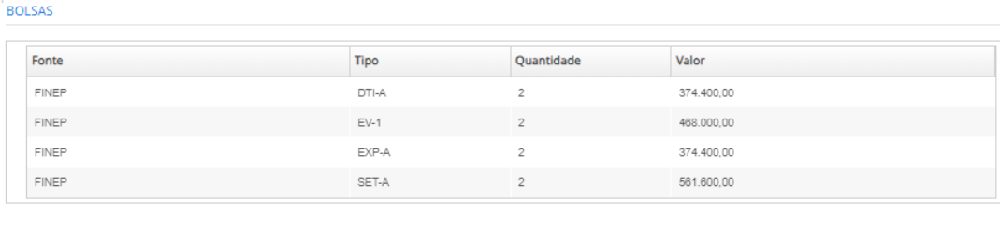 BOLSAS
Fonte Tipo Quantidade Valor
FINEP DTI-A 2 374.400,00
FINEP EV-1 2 468.000,00
FINEP EXP-A 2 374.400,00
FINEP SET-A 2 561.600,00